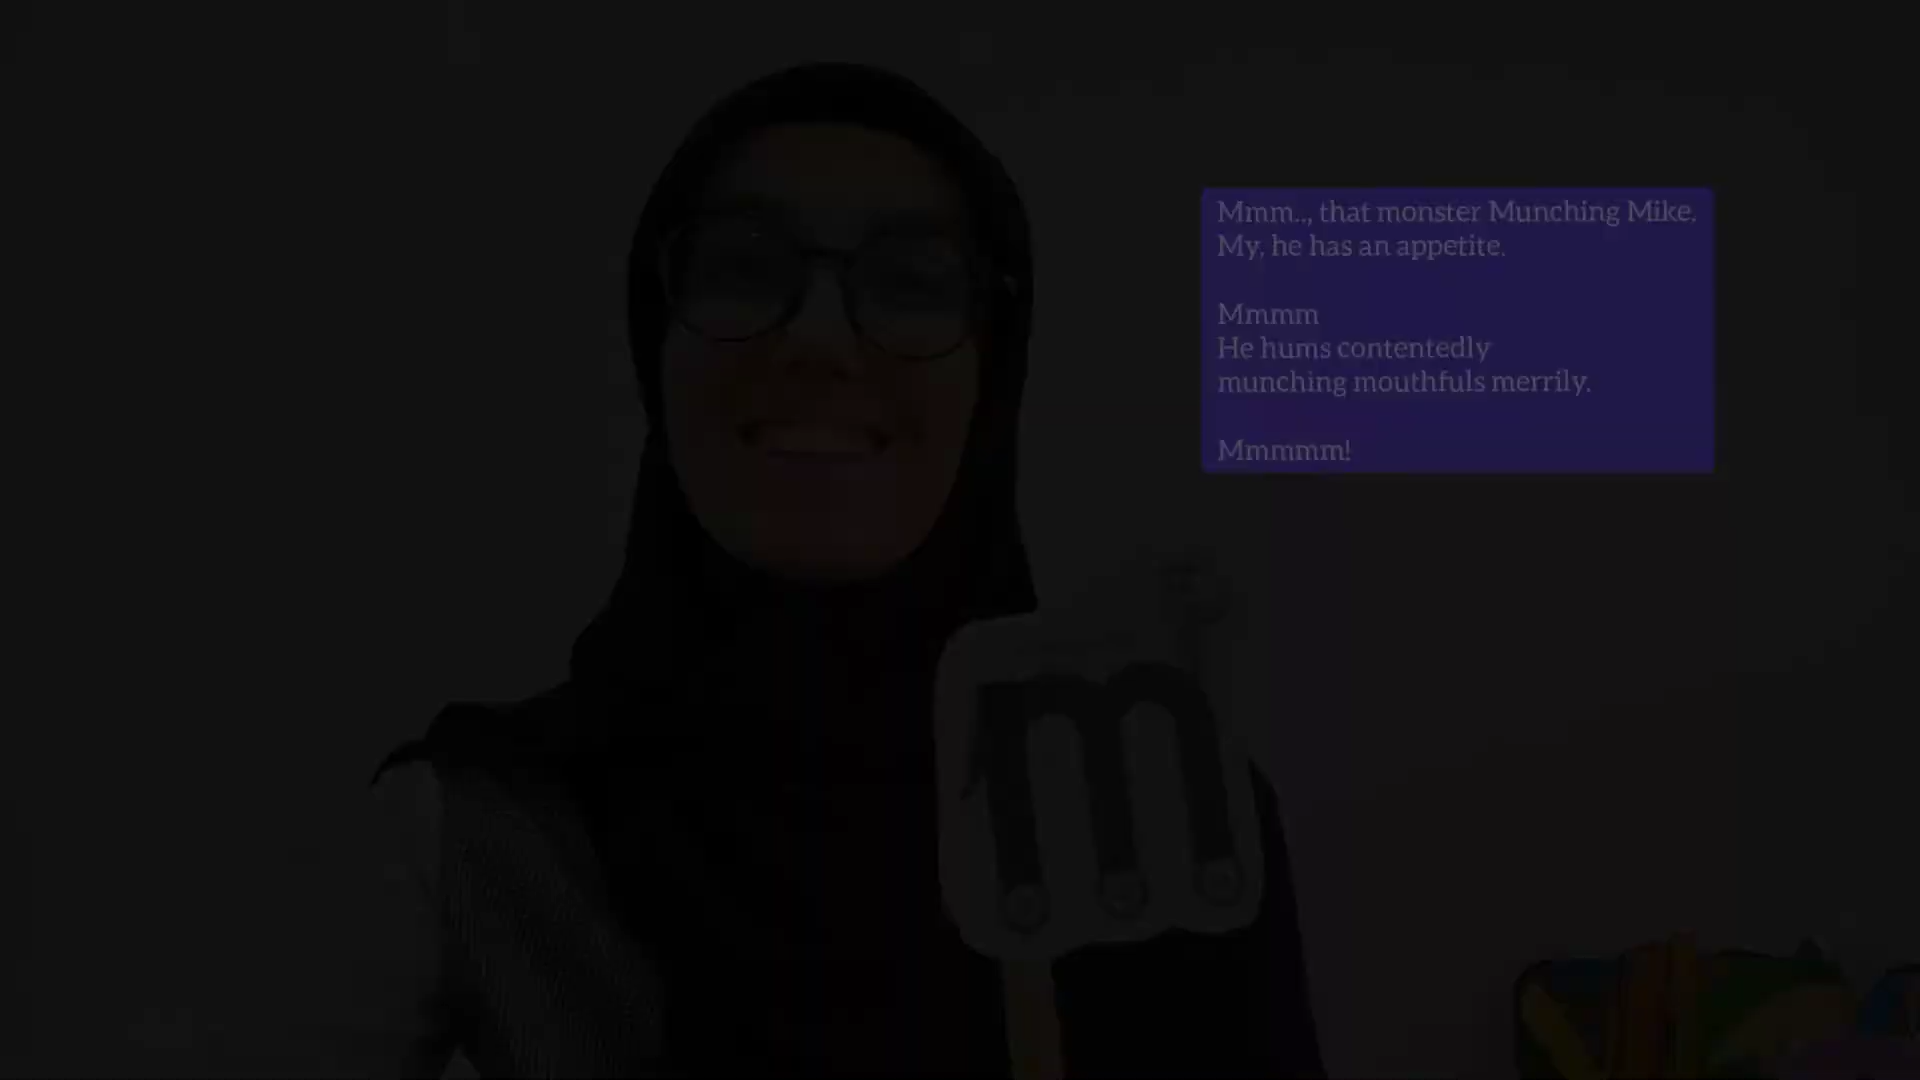 Mmm.., that monster Munching Mike.
My, he has an appetite.
Mmmm
He hums contentedly
munching mouthfuls merrily.
Mmmmm!
m